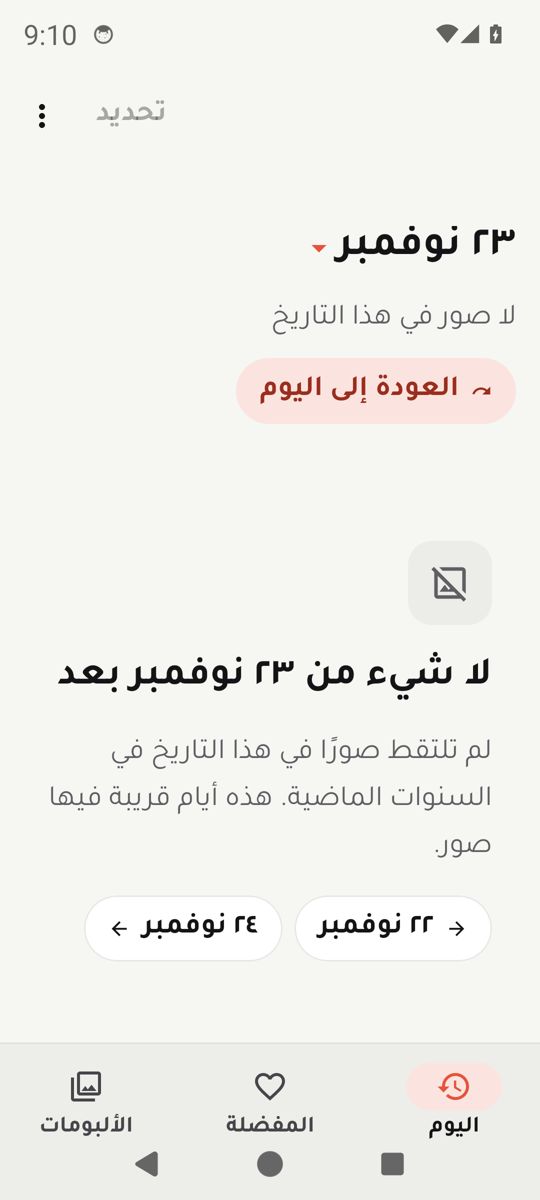 9:10
تحديد
٢٣ نوفمبر
لا صور في هذا التاريخ
العودة إلى اليوم
لا شيء من ٢٣ نوفمبر بعد
لم تلتقط صورًا في هذا التاريخ في
السنوات الماضية. هذه أيام قريبة فيها
صور.
٢٢ نوفمبر
٢٤ نوفمبر
اليوم
المفضلة
الألبومات